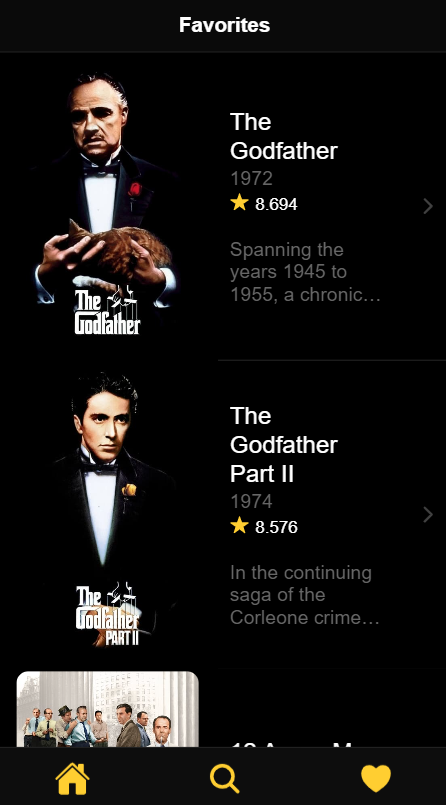 Favorites
The
Godfather
1972
8.694
Spanning the
years 1945 to
1955, a chronic…
The
Godfather
The
Godfather
Part II
1974
8.576
In the continuing
saga of the
Corleone crime…
The
Godfather
PART II